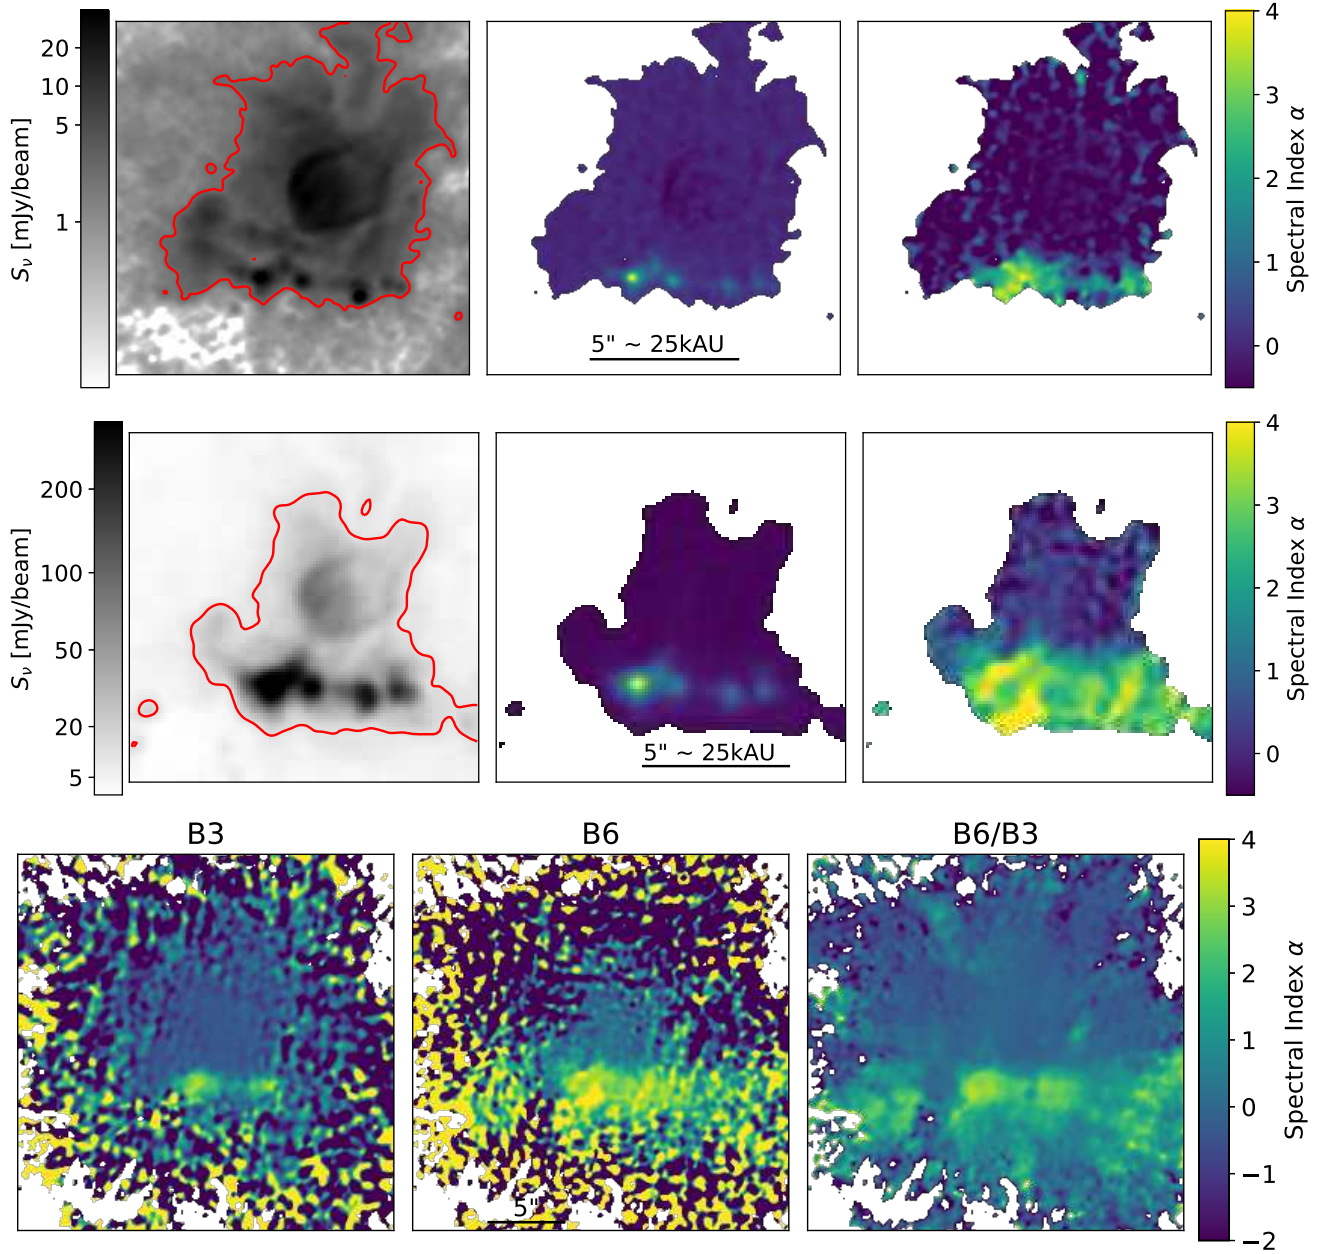 20
10
5
1
S_ν [mJy/beam]
5" ~ 25kAU
4
3
2
1
0
Spectral Index α
200
100
50
20
5
S_ν [mJy/beam]
5" ~ 25kAU
4
3
2
1
0
Spectral Index α
B3
B6
B6/B3
5"
4
3
2
1
0
−1
−2
Spectral Index α